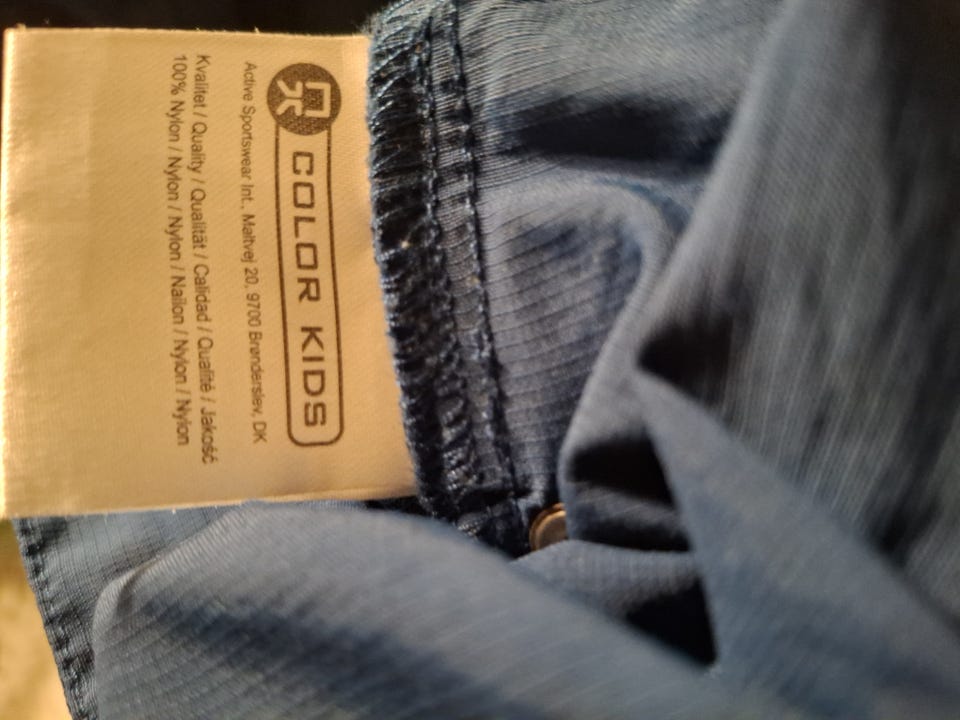 COLOR KIDS
Active Sportswear Int., Maltvej 20, 9700 Brønderslev, DK
Kvalitet / Quality / Qualität / Calidad / Qualité / Jakość
100% Nylon / Nylon / Nylon / Nailon / Nylon / Nylon